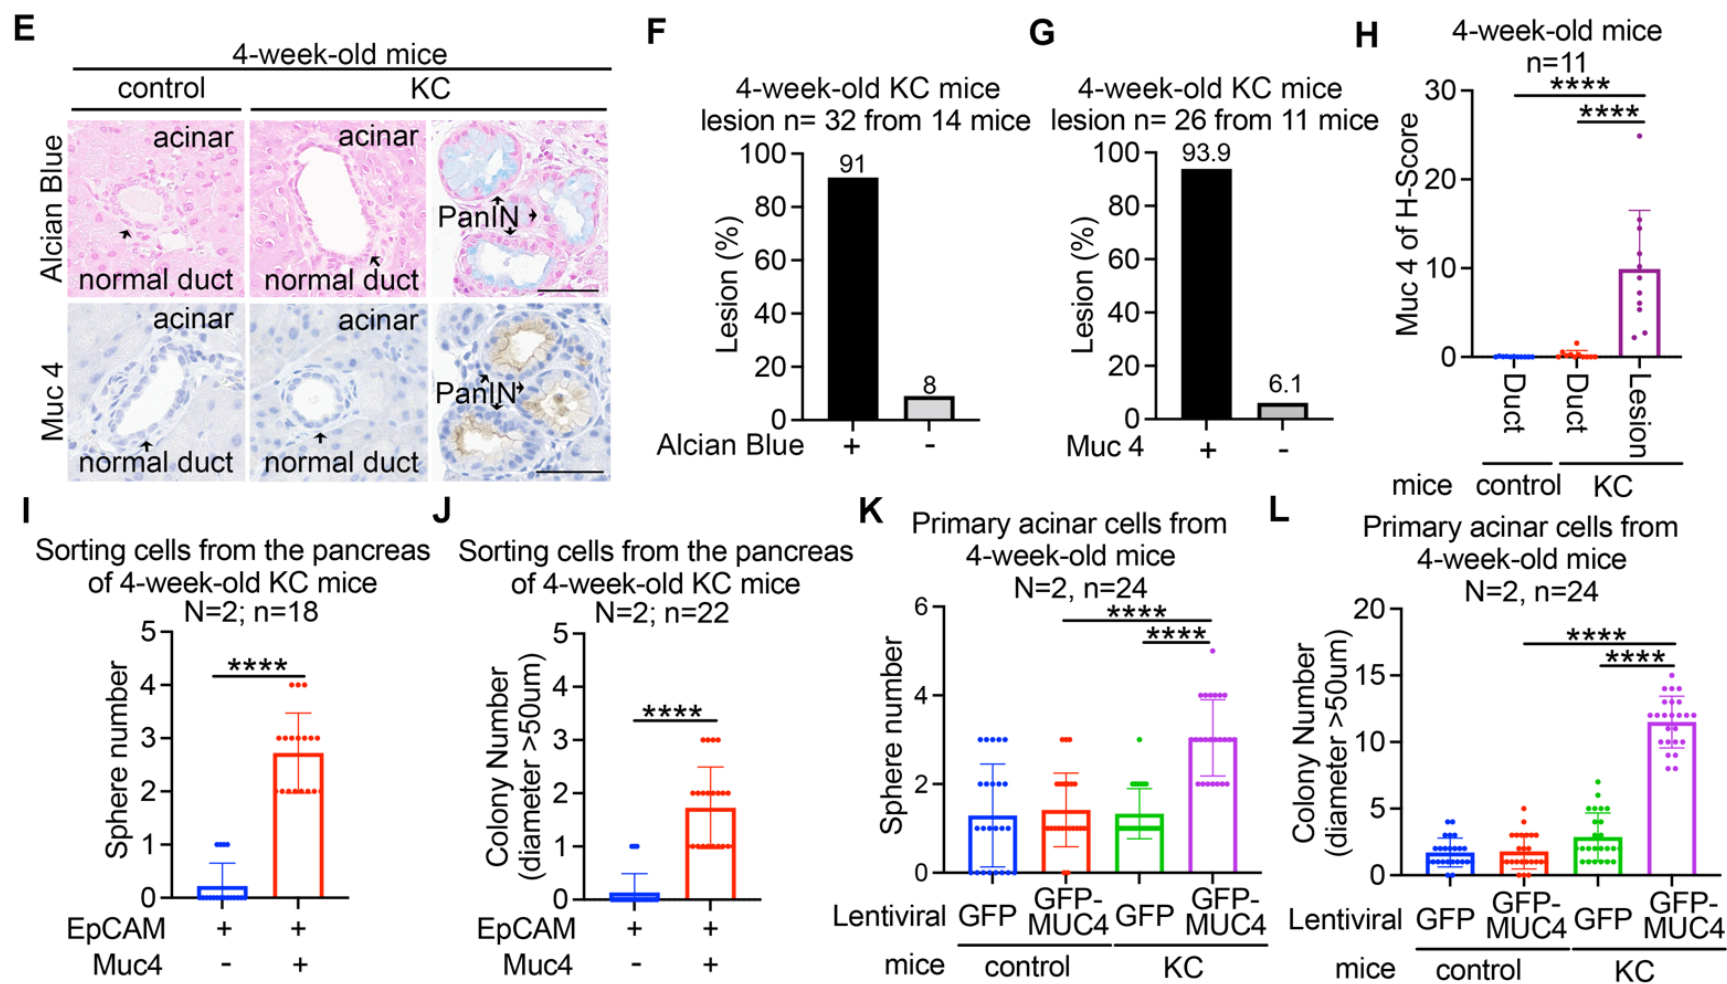 E
4-week-old mice
control
KC
Alcian Blue
acinar
normal duct
acinar
normal duct
PanIN
Muc 4
acinar
normal duct
acinar
normal duct
PanIN
F
4-week-old KC mice
lesion n= 32 from 14 mice
Lesion (%)
100
80
60
40
20
0
91
8
Alcian Blue + -
G
4-week-old KC mice
lesion n= 26 from 11 mice
Lesion (%)
100
80
60
40
20
0
93.9
6.1
Muc 4 + -
H
4-week-old mice
n=11
****
****
Muc 4 of H-Score
30
20
10
0
Duct
Duct
Lesion
mice control KC
I
Sorting cells from the pancreas
of 4-week-old KC mice
N=2; n=18
****
Sphere number
5
4
3
2
1
0
EpCAM + +
Muc4 - +
J
Sorting cells from the pancreas
of 4-week-old KC mice
N=2; n=22
****
Colony Number
(diameter >50um)
5
4
3
2
1
0
EpCAM + +
Muc4 - +
K
Primary acinar cells from
4-week-old mice
N=2, n=24
****
****
Sphere number
6
4
2
0
Lentiviral GFP GFP-MUC4 GFP GFP-MUC4
mice control KC
L
Primary acinar cells from
4-week-old mice
N=2, n=24
****
****
Colony Number
(diameter >50um)
20
15
10
5
0
Lentiviral GFP GFP-MUC4 GFP GFP-MUC4
mice control KC